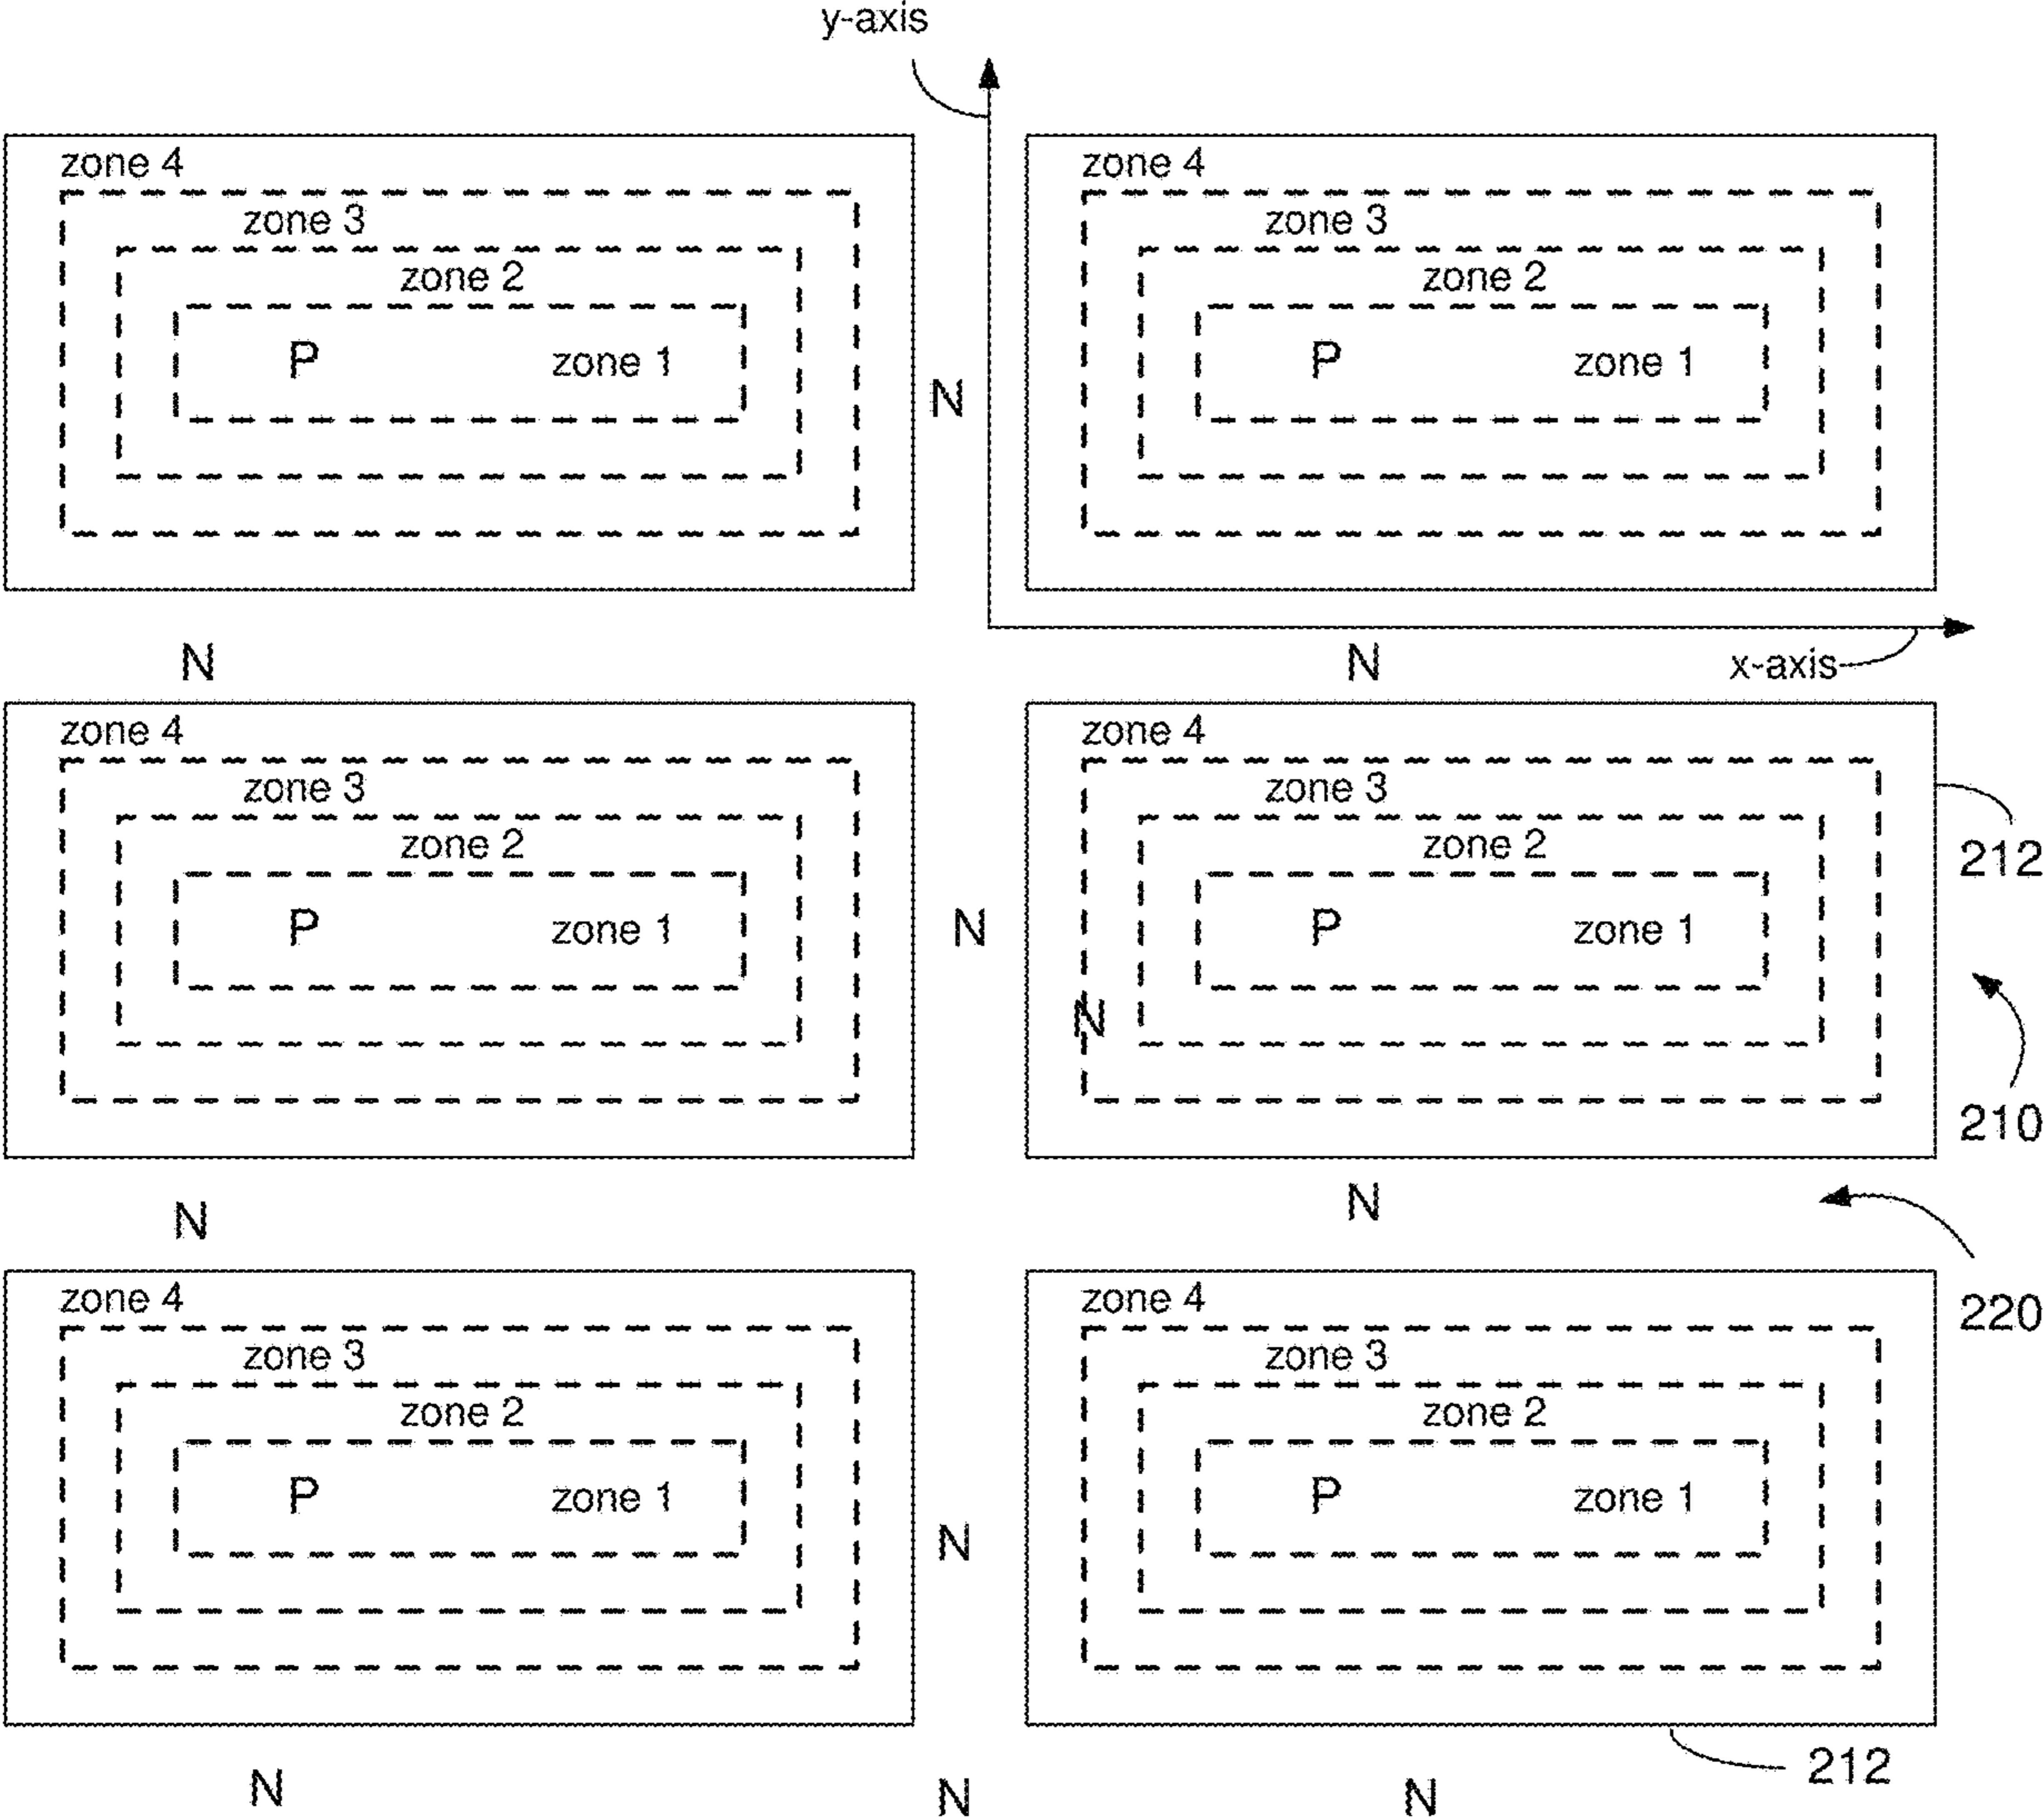 y-axis
zone 4 zone 4
zone 3 zone 3
zone 2 zone 2
P zone 1 P zone 1
N
N N x-axis
zone 4 zone 4
zone 3 zone 3
zone 2 zone 2
212
P zone 1 N P zone 1
N
210
N N
zone 4 zone 4
220
zone 3 zone 3
zone 2 zone 2
P zone 1 P zone 1
N
212
N N N